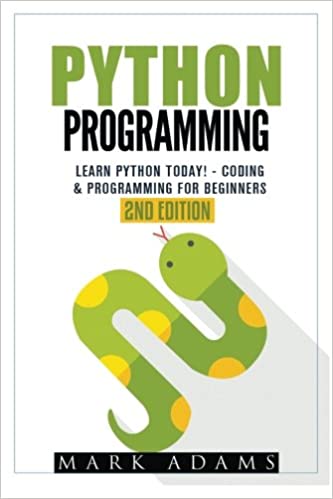 PYTHON
PROGRAMMING
LEARN PYTHON TODAY! - CODING
& PROGRAMMING FOR BEGINNERS
2ND EDITION
MARK ADAMS